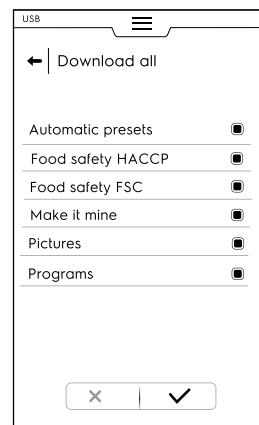 USB
Download all
Automatic presets
Food safety HACCP
Food safety FSC
Make it mine
Pictures
Programs